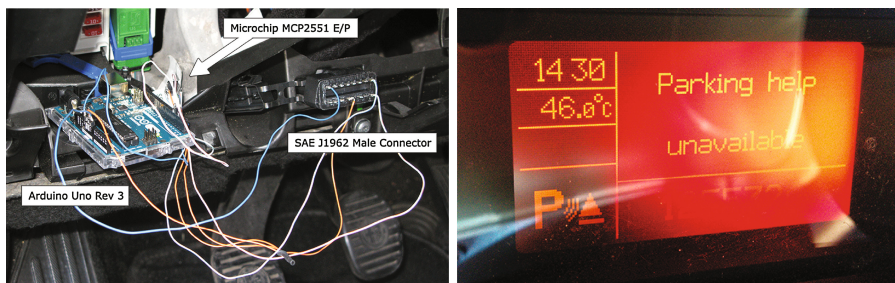 Microchip MCP2551 E/P
SAE J1962 Male Connector
Arduino Uno Rev 3
14 30
46.0°C
Parking help
unavailable
P